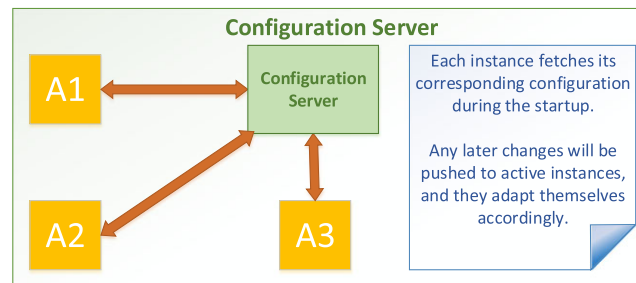 Configuration Server
A1
Configuration
Server
Each instance fetches its
corresponding configuration
during the startup.
Any later changes will be
pushed to active instances,
and they adapt themselves
accordingly.
A2
A3